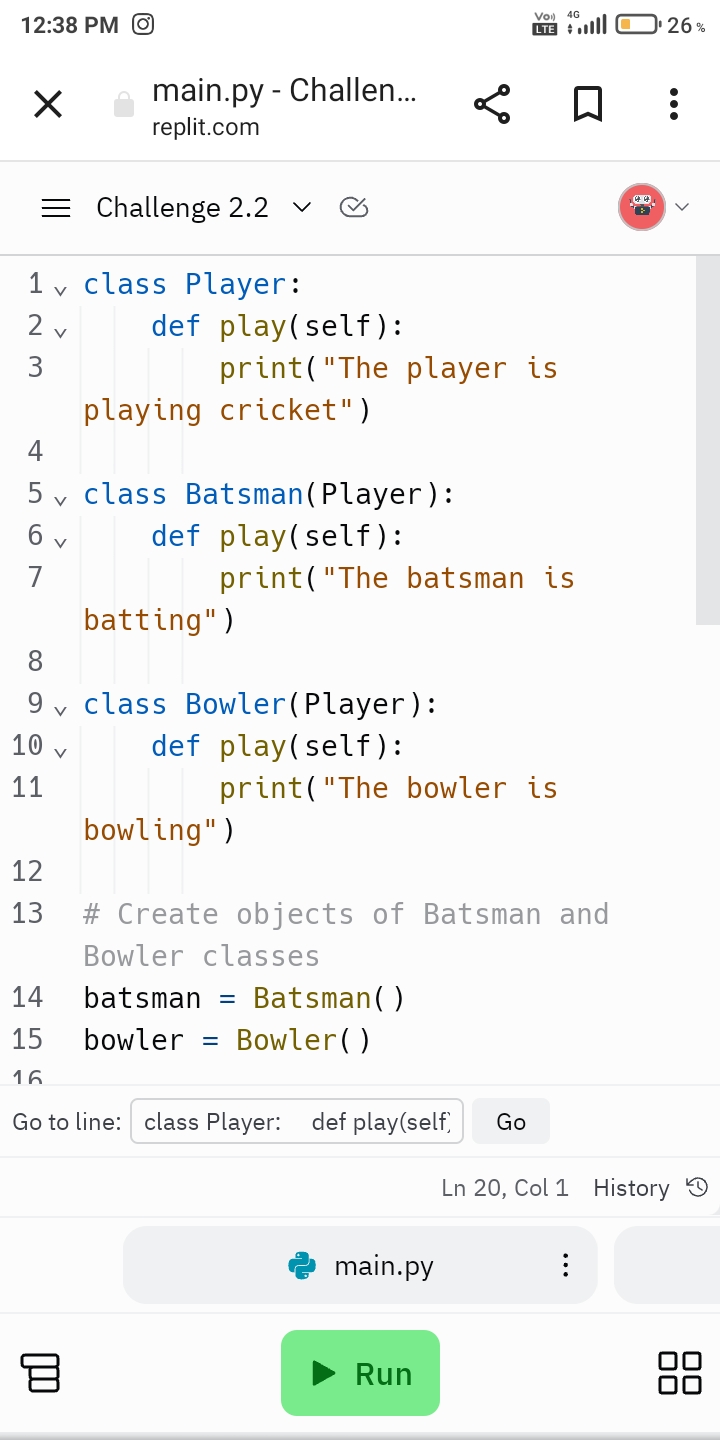 12:38 PM Vo) LTE 4G 26 %
main.py - Challen...
replit.com
Challenge 2.2
1 class Player:
2     def play(self):
3         print("The player is
playing cricket")
4
5 class Batsman(Player):
6     def play(self):
7         print("The batsman is
batting")
8
9 class Bowler(Player):
10     def play(self):
11         print("The bowler is
bowling")
12
13 # Create objects of Batsman and
Bowler classes
14 batsman = Batsman()
15 bowler = Bowler()
16
Go to line: class Player:    def play(self) Go
Ln 20, Col 1 History
main.py
Run